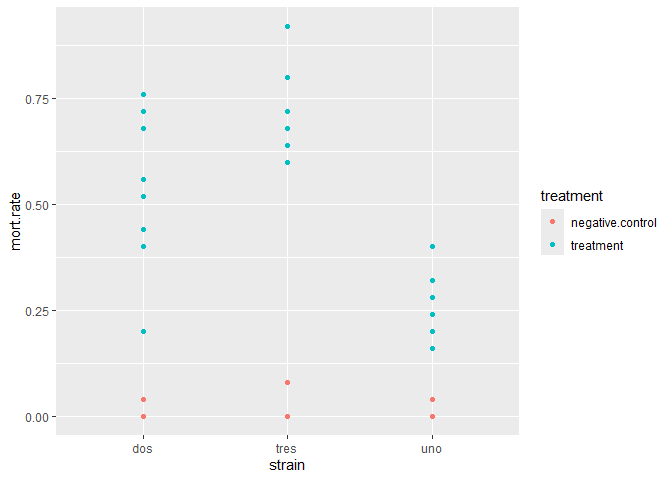 mort.rate
0.75
0.50
0.25
0.00
dos tres uno
strain
treatment
negative.control
treatment